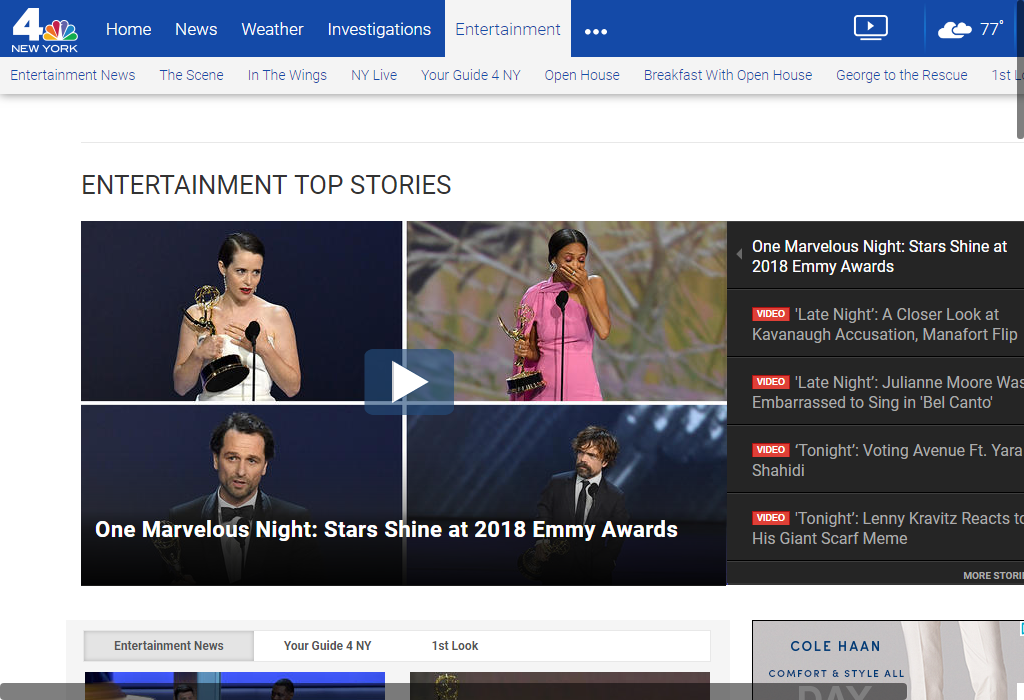 4
NEW YORK
Home News Weather Investigations Entertainment
77°
Entertainment News The Scene In The Wings NY Live Your Guide 4 NY Open House Breakfast With Open House George to the Rescue 1st
ENTERTAINMENT TOP STORIES
One Marvelous Night: Stars Shine at 2018 Emmy Awards
One Marvelous Night: Stars Shine at
2018 Emmy Awards
VIDEO 'Late Night’: A Closer Look at
Kavanaugh Accusation, Manafort Flip
VIDEO 'Late Night’: Julianne Moore Was
Embarrassed to Sing in 'Bel Canto'
VIDEO ‘Tonight’: Voting Avenue Ft. Yara
Shahidi
VIDEO 'Tonight’: Lenny Kravitz Reacts to
His Giant Scarf Meme
MORE
Entertainment News Your Guide 4 NY 1st Look
COLE HAAN
COMFORT & STYLE ALL
DAY